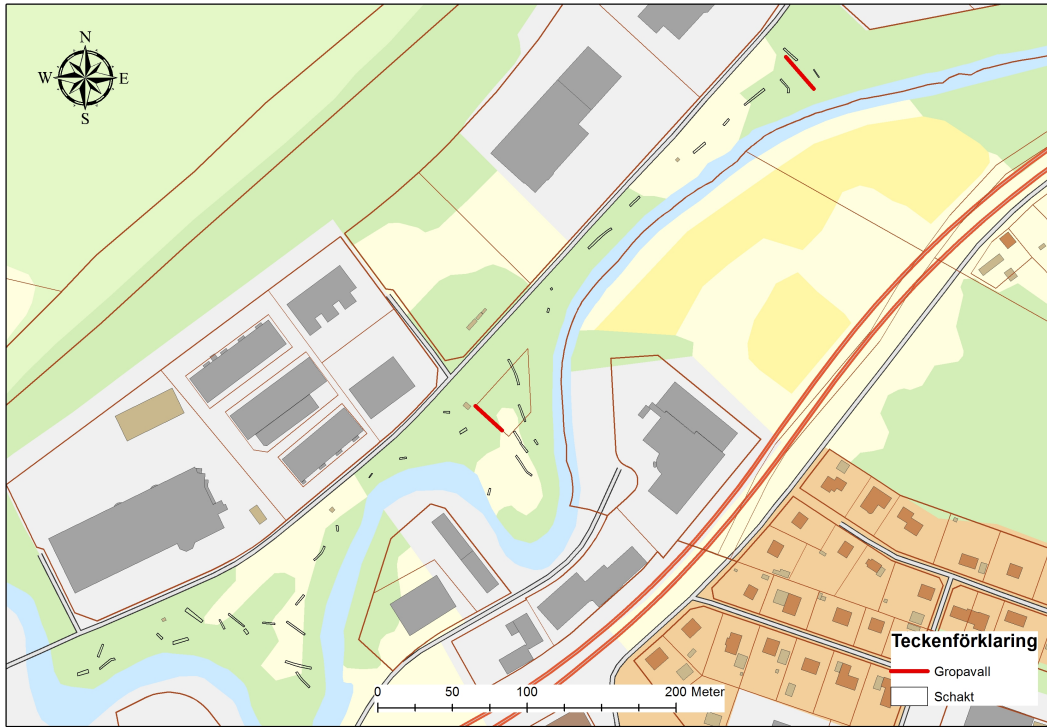 N
W E
S
Teckenförklaring
Gropavall
Schakt
0 50 100 200 Meter